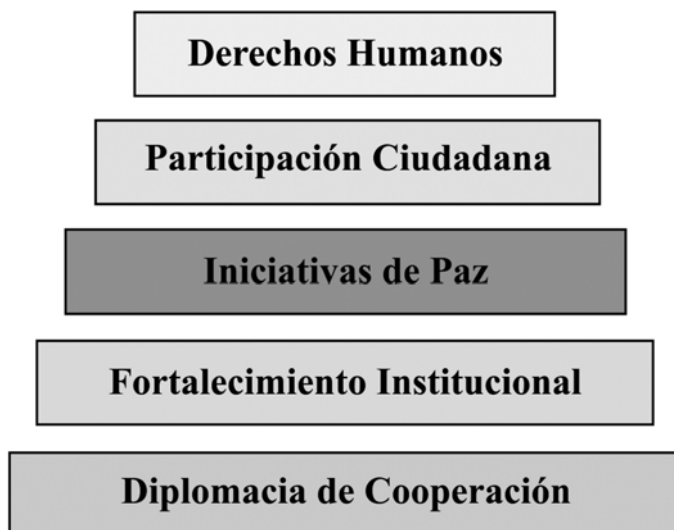 Derechos Humanos
Participación Ciudadana
Iniciativas de Paz
Fortalecimiento Institucional
Diplomacia de Cooperación